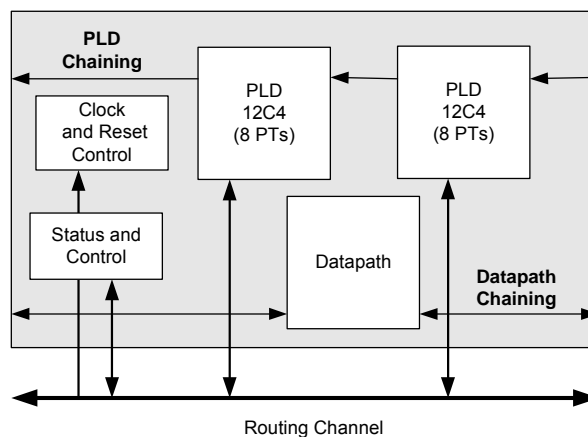 PLD
Chaining
PLD
12C4
(8 PTs)
PLD
12C4
(8 PTs)
Clock
and Reset
Control
Status and
Control
Datapath
Datapath
Chaining
Routing Channel